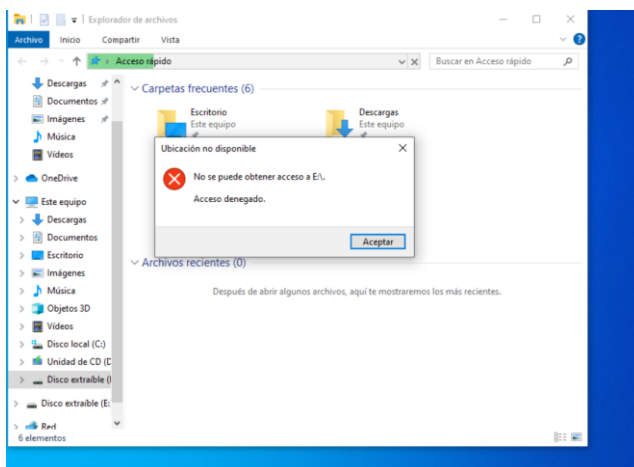 Explorador de archivos
Archivo Inicio Compartir Vista
Acceso rápido
Buscar en Acceso rápido
Descargas
Documentos
Imágenes
Música
Vídeos
OneDrive
Este equipo
Descargas
Documentos
Escritorio
Imágenes
Música
Objetos 3D
Vídeos
Disco local (C:)
Unidad de CD (D
Disco extraíble (
Disco extraíble (E:
Red
6 elementos
Carpetas frecuentes (6)
Escritorio
Este equipo
Descargas
Este equipo
Ubicación no disponible
No se puede obtener acceso a E:\.
Acceso denegado.
Aceptar
Archivos recientes (0)
Después de abrir algunos archivos, aquí te mostraremos los más recientes.